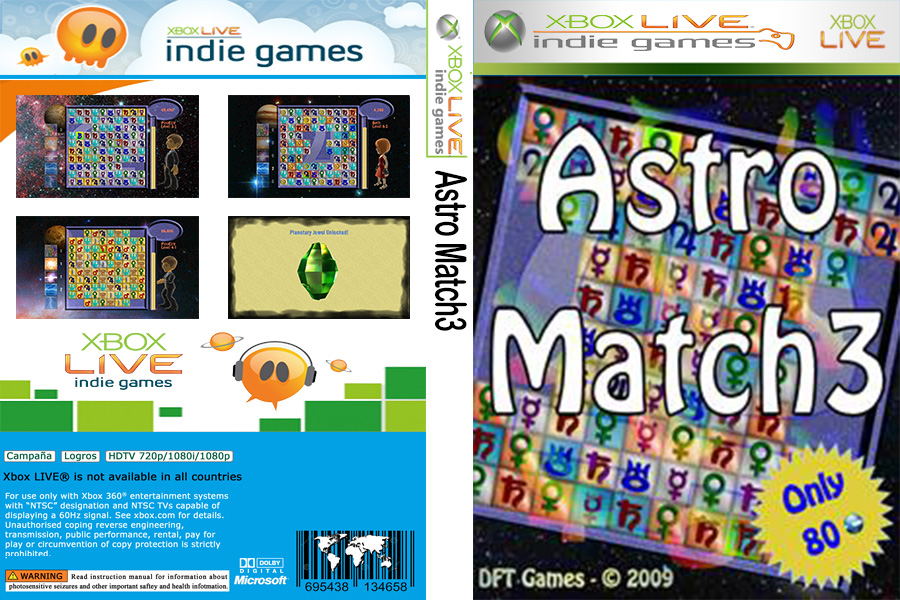 XBOX LIVE
indie games
Planetary Jewel Unlocked!
XBOX
LIVE
indie games
Campaña Logros HDTV 720p/1080i/1080p
Xbox LIVE® is not available in all countries
For use only with Xbox 360® entertainment systems
with “NTSC” designation and NTSC TVs capable of
displaying a 60Hz signal. See xbox.com for details.
Unauthorised coping reverse engineering,
transmission, public performance, rental, pay for
play or circumvention of copy protection is strictly
prohibited.
WARNING Read instruction manual for information about
photosensitive seizures and other important saftey and health infotmation.
DOLBY
DIGITAL
Microsoft
695438 134658
XBOX LIVE
indie games
Astro Match3
XBOX LIVE
indie games
XBOX
LIVE
Astro
Match3
Only
80
DFT Games - © 2009